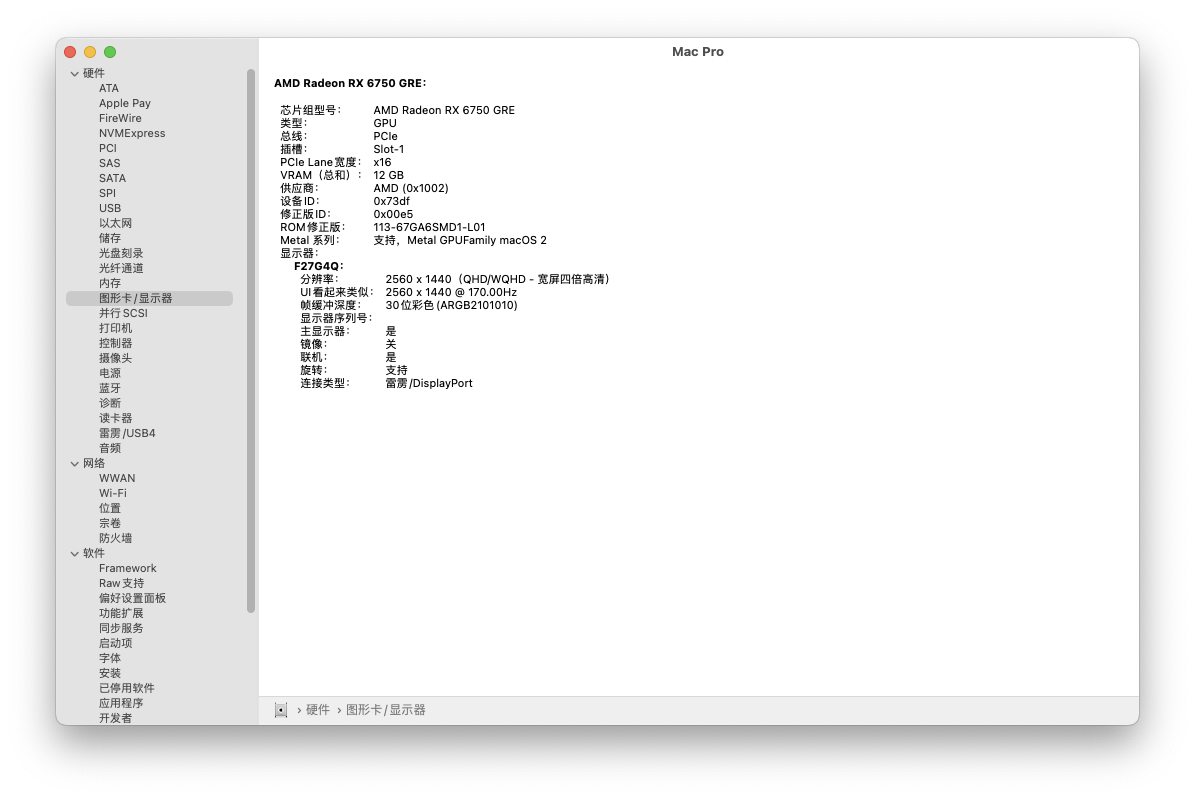 Mac Pro
硬件
ATA
Apple Pay
FireWire
NVMExpress
PCI
SAS
SATA
SPI
USB
以太网
储存
光盘刻录
光纤通道
内存
图形卡/显示器
并行SCSI
打印机
控制器
摄像头
电源
蓝牙
诊断
读卡器
雷雳/USB4
音频
网络
WWAN
Wi-Fi
位置
宗卷
防火墙
软件
Framework
Raw支持
偏好设置面板
功能扩展
同步服务
启动项
字体
安装
已停用软件
应用程序
开发者
AMD Radeon RX 6750 GRE：
芯片组型号： AMD Radeon RX 6750 GRE
类型： GPU
总线： PCIe
插槽： Slot-1
PCIe Lane宽度： x16
VRAM（总和）： 12 GB
供应商： AMD (0x1002)
设备ID： 0x73df
修正版ID： 0x00e5
ROM修正版： 113-67GA6SMD1-L01
Metal 系列： 支持，Metal GPUFamily macOS 2
显示器：
F27G4Q：
分辨率： 2560 x 1440（QHD/WQHD - 宽屏四倍高清）
UI看起来类似： 2560 x 1440 @ 170.00Hz
帧缓冲深度： 30位彩色(ARGB2101010)
显示器序列号：
主显示器： 是
镜像： 关
联机： 是
旋转： 支持
连接类型： 雷雳/DisplayPort
› 硬件 › 图形卡/显示器